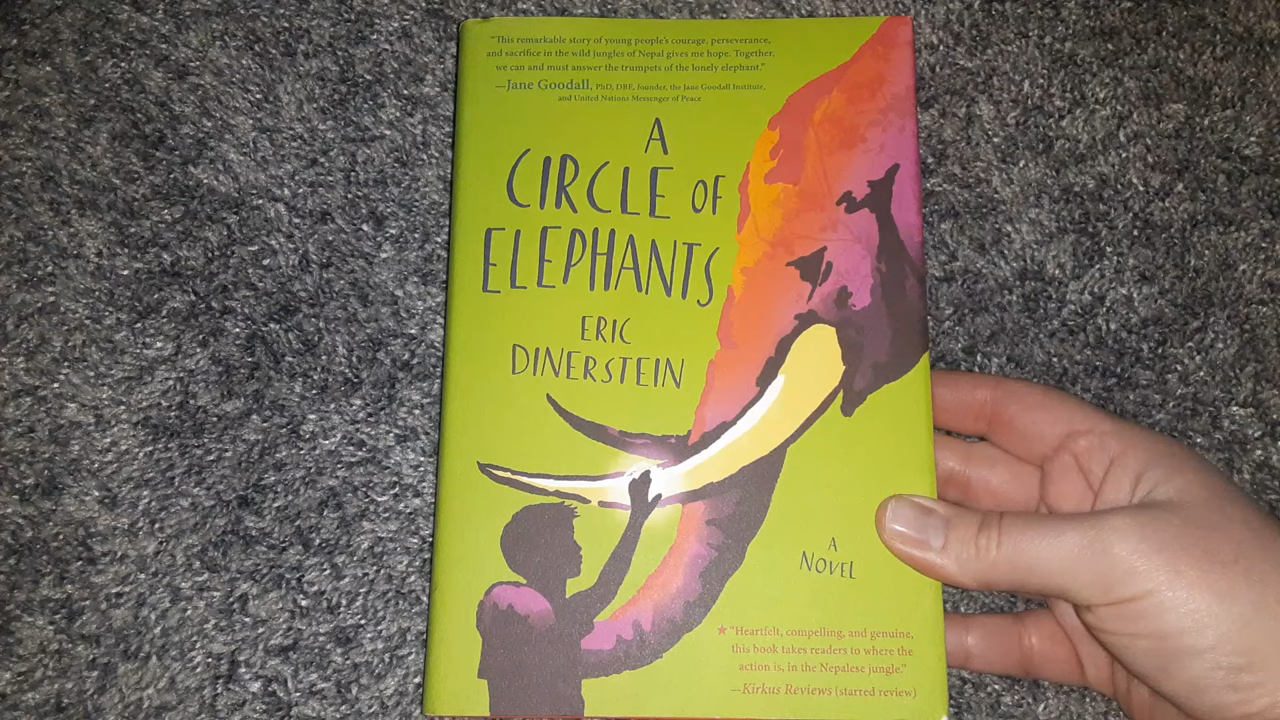 "This remarkable story of young people's courage, perseverance,
and sacrifice in the wild jungles of Nepal gives me hope. Together,
we can and must answer the trumpets of the lonely elephant."
—Jane Goodall, PhD, DBE, founder, the Jane Goodall Institute,
and United Nations Messenger of Peace
A
CIRCLE OF
ELEPHANTS
ERIC
DINERSTEIN
A
NOVEL
★ "Heartfelt, compelling, and genuine,
this book takes readers to where the
action is, in the Nepalese jungle."
—Kirkus Reviews (starred review)